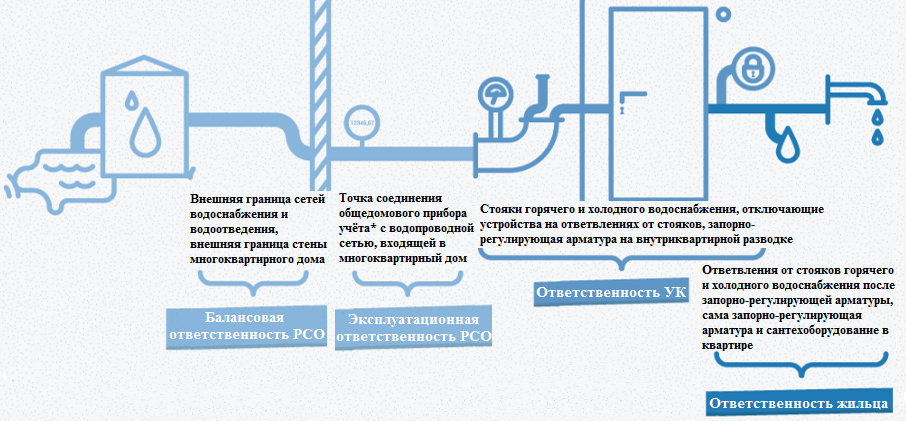 12345,67
Внешняя граница сетей
водоснабжения и
водоотведения,
внешняя граница стены
многоквартирного дома
Балансовая
ответственность РСО
Точка соединения
общедомового прибора
учёта* с водопроводной
сетью, входящей в
многоквартирный дом
Эксплуатационная
ответственность РСО
Стояки горячего и холодного водоснабжения, отключающие
устройства на ответвлениях от стояков, запорно-
регулирующая арматура на внутриквартирной разводке
Ответственность УК
Ответвления от стояков горячего
и холодного водоснабжения после
запорно-регулирующей арматуры,
сама запорно-регулирующая
арматура и сантехоборудование в
квартире
Ответственность жильца